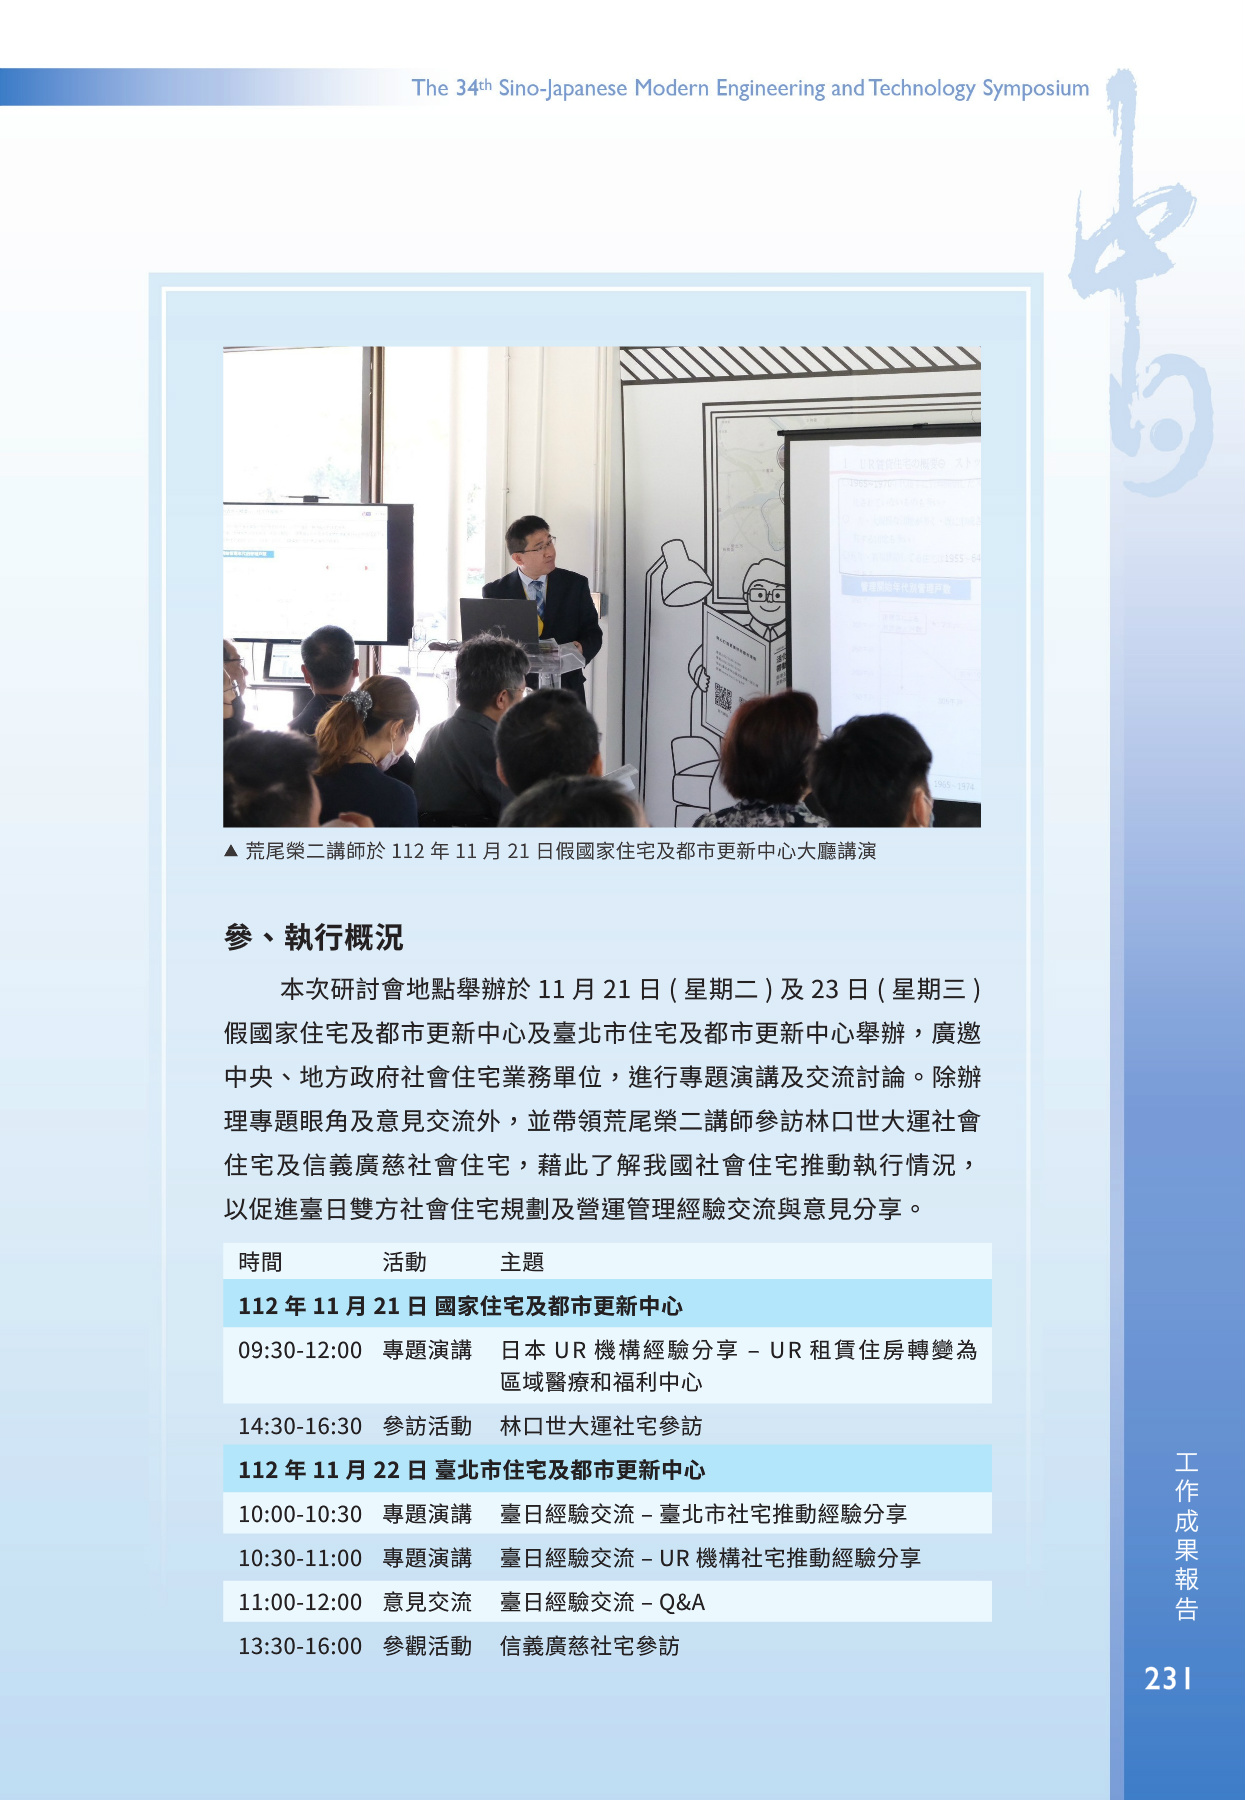 The 34th Sino-Japanese Modern Engineering and Technology Symposium
▲ 荒尾榮二講師於 112 年 11 月 21 日假國家住宅及都市更新中心大廳講演
參、執行概況
本次研討會地點舉辦於 11 月 21 日 ( 星期二 ) 及 23 日 ( 星期三 )
假國家住宅及都市更新中心及臺北市住宅及都市更新中心舉辦，廣邀
中央、地方政府社會住宅業務單位，進行專題演講及交流討論。除辦
理專題眼角及意見交流外，並帶領荒尾榮二講師參訪林口世大運社會
住宅及信義廣慈社會住宅，藉此了解我國社會住宅推動執行情況，
以促進臺日雙方社會住宅規劃及營運管理經驗交流與意見分享。
時間 活動 主題
112 年 11 月 21 日 國家住宅及都市更新中心
09:30-12:00 專題演講 日本 UR 機構經驗分享 – UR 租賃住房轉變為
區域醫療和福利中心
14:30-16:30 參訪活動 林口世大運社宅參訪
112 年 11 月 22 日 臺北市住宅及都市更新中心
10:00-10:30 專題演講 臺日經驗交流 – 臺北市社宅推動經驗分享
10:30-11:00 專題演講 臺日經驗交流 – UR 機構社宅推動經驗分享
11:00-12:00 意見交流 臺日經驗交流 – Q&A
13:30-16:00 參觀活動 信義廣慈社宅參訪
工作成果報告
231